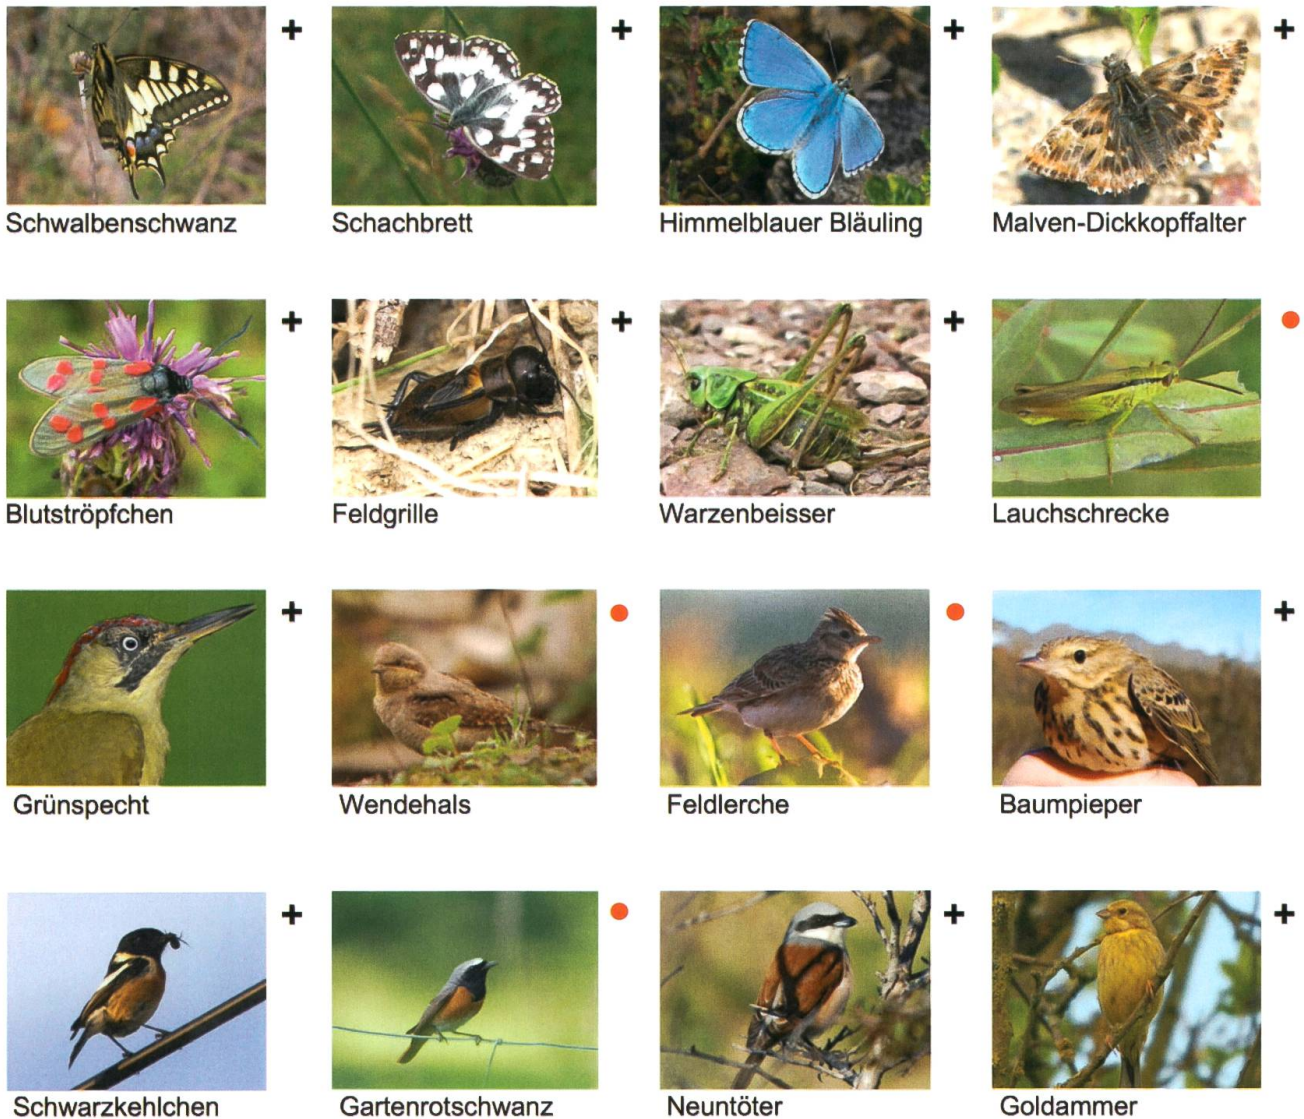 + + + +
Schwalbenschwanz Schachbrett Himmelblauer Bläuling Malven-Dickkopffalter
+ + +
Blutströpfchen Feldgrille Warzenbeisser Lauchschrecke
+ +
Grünspecht Wendehals Feldlerche Baumpieper
+ + +
Schwarzkehlchen Gartenrotschwanz Neuntöter Goldammer